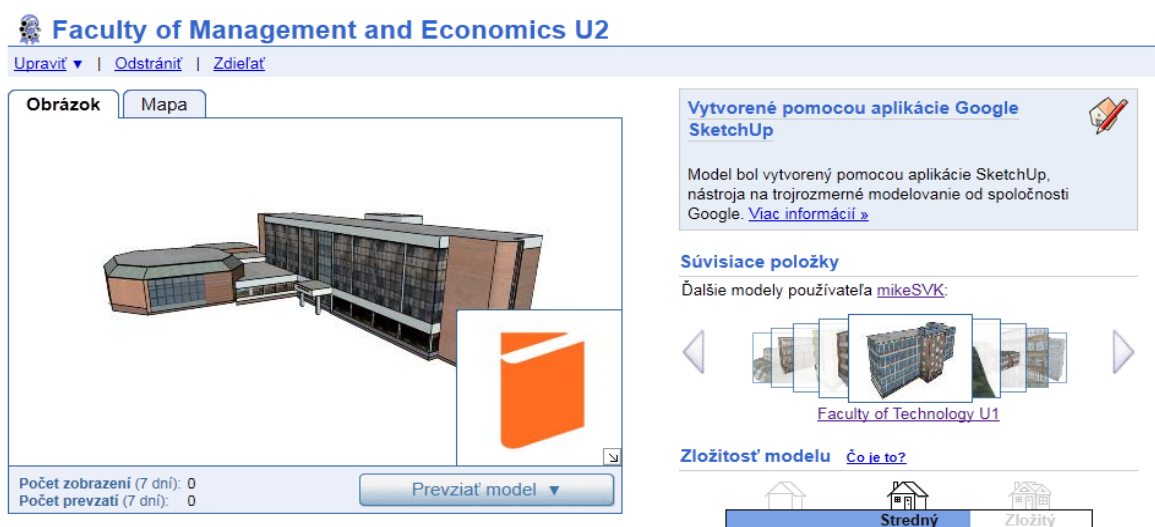 Faculty of Management and Economics U2
Upraviť ▼ | Odstrániť | Zdieľať
Obrázok
Mapa
Počet zobrazení (7 dní): 0
Počet prevzatí (7 dní): 0
Prevziať model ▼
Vytvorené pomocou aplikácie Google
SketchUp
Model bol vytvorený pomocou aplikácie SketchUp,
nástroja na trojrozmerné modelovanie od spoločnosti
Google. Viac informácií »
Súvisiace položky
Ďalšie modely používateľa mikeSVK:
Faculty of Technology U1
Zložitosť modelu Čo je to?
Stredný
Zložitý